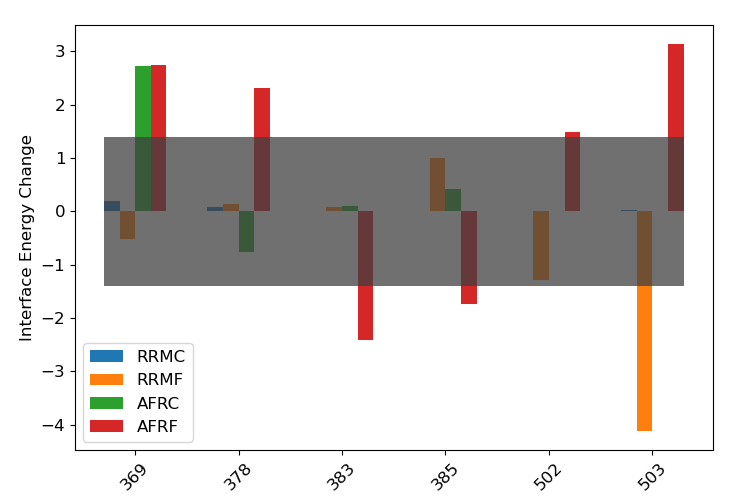 Interface Energy Change
3
2
1
0
−1
−2
−3
−4
RRMC
RRMF
AFRC
AFRF
369
378
383
385
502
503